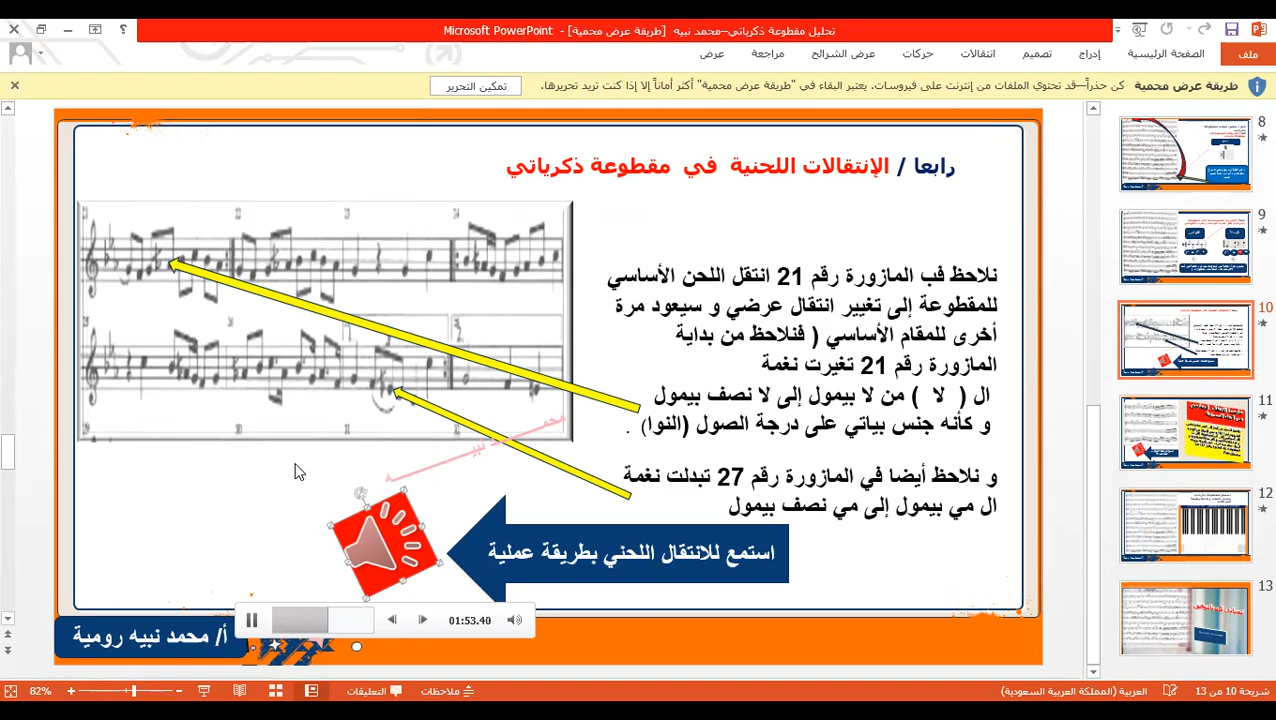 تحليل مقطوعة ذكرياتي–محمد نبيه [طريقة عرض محمية] - Microsoft PowerPoint
ملف
الصفحة الرئيسية
إدراج
تصميم
انتقالات
حركات
عرض الشرائح
مراجعة
عرض
طريقة عرض محمية كن حذراً—قد تحتوي الملفات من إنترنت على فيروسات. يعتبر البقاء في "طريقة عرض محمية" أكثر أماناً إلا إذا كنت تريد تحريرها.
تمكين التحرير
رابعا / الإنتقالات اللحنية في مقطوعة ذكرياتي
نلاحظ فب المازورة رقم 21 انتقل اللحن الأساسي
للمقطوعة إلى تغيير انتقال عرضي و سيعود مرة
أخرى للمقام الأساسي ( فنلاحظ من بداية
المازورة رقم 21 تغيرت نغمة
ال ( لا ) من لا بيمول إلى لا نصف بيمول
و كأنه جنس بياتي على درجة الصول (النوا)
و نلاحظ أيضا في المازورة رقم 27 تبدلت نغمة
ال مي بيمول إلى مي نصف بيمول
استمع للانتقال اللحني بطريقة عملية
01:53.40
أ/ محمد نبيه رومية
8
9
10
11
12
13
شريحة 10 من 13
العربية (المملكة العربية السعودية)
ملاحظات
التعليقات
82%